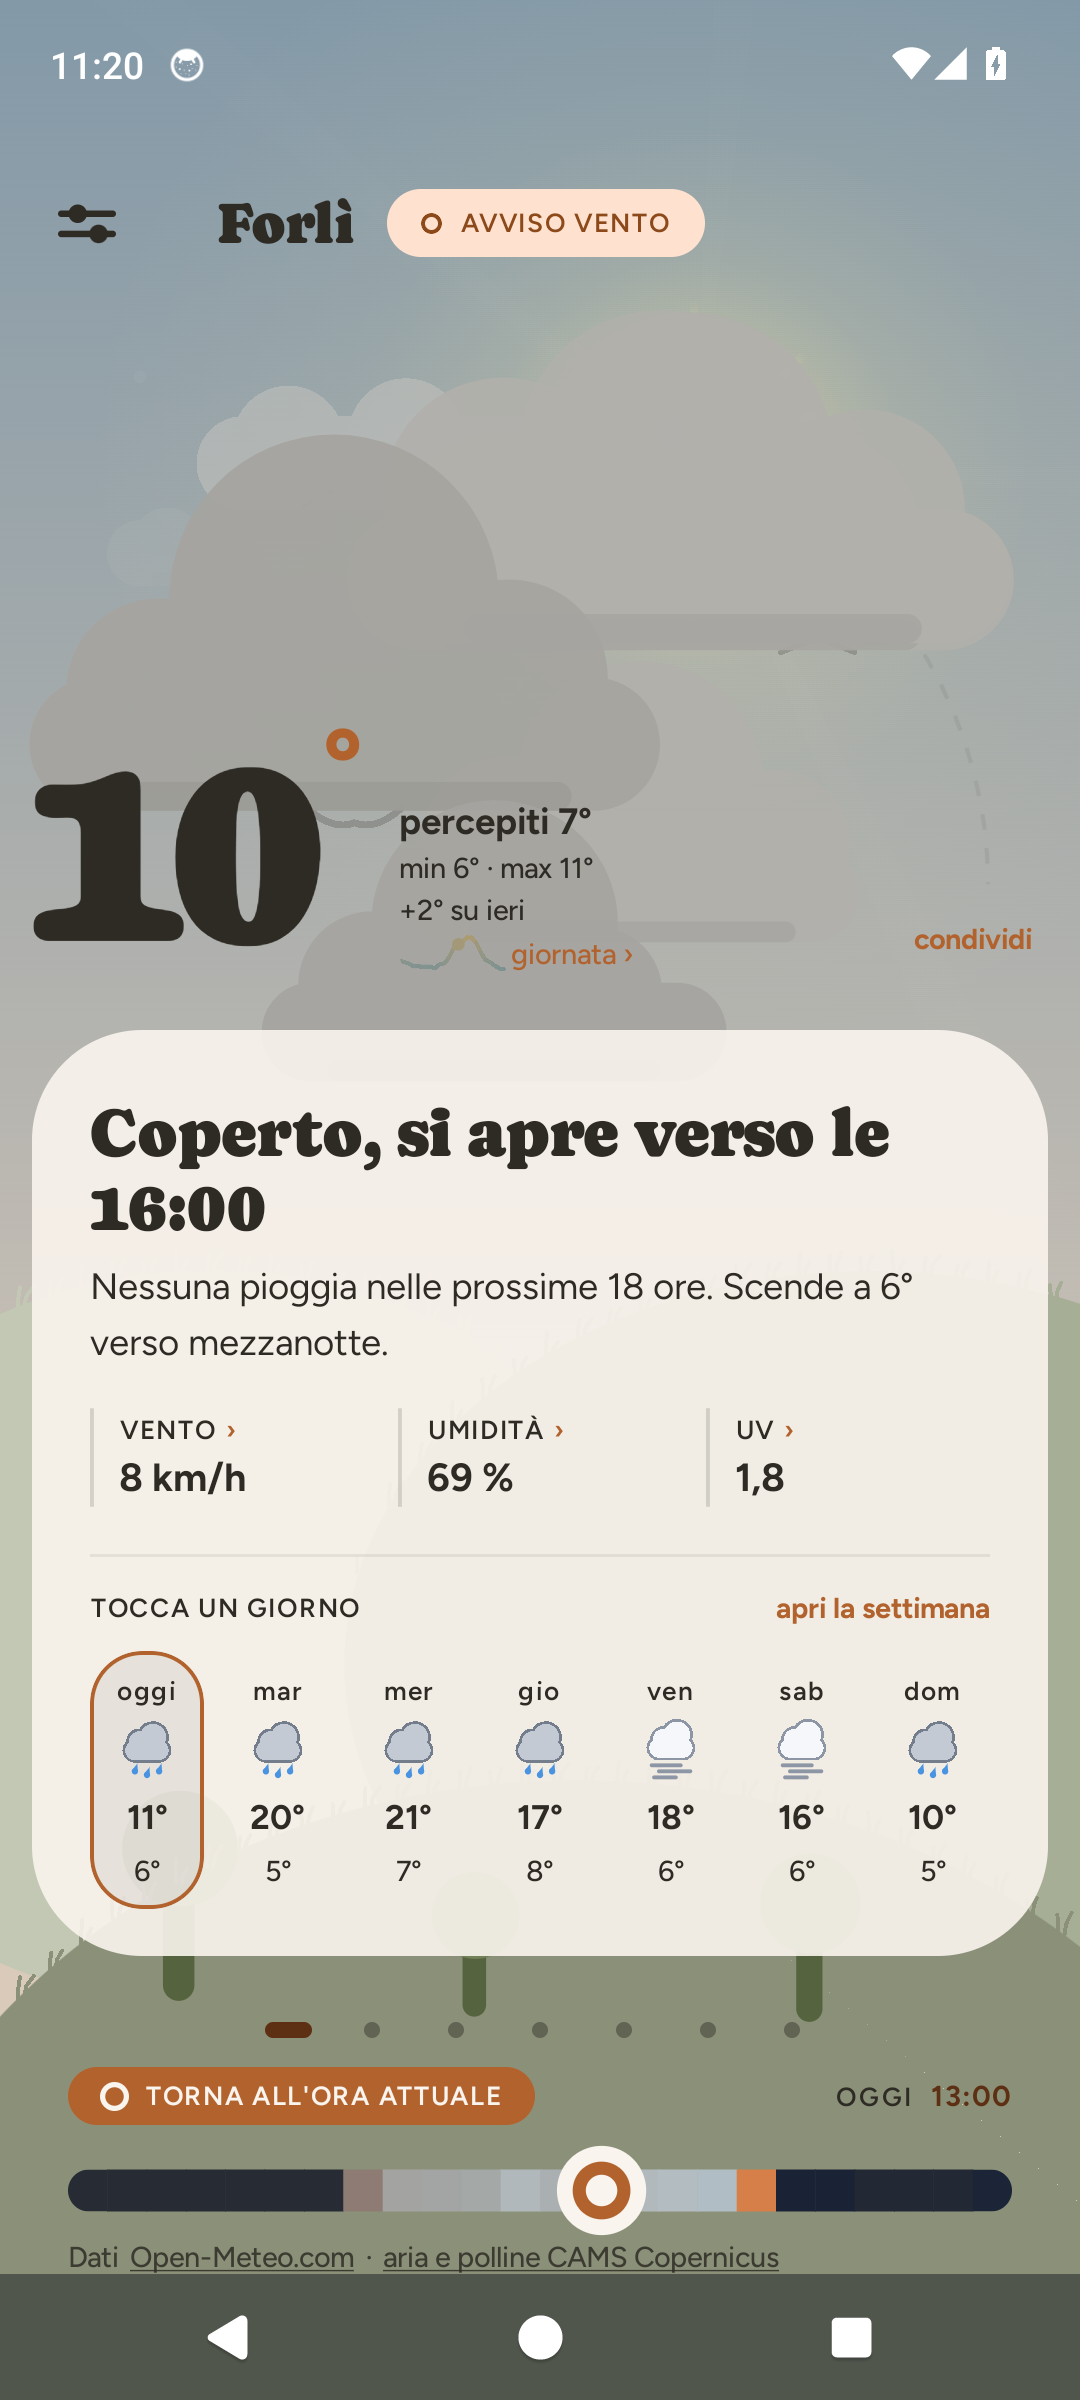 11:20
Forlì
AVVISO VENTO
10
percepiti 7°
min 6° · max 11°
+2° su ieri
giornata ›
condividi
Coperto, si apre verso le
16:00
Nessuna pioggia nelle prossime 18 ore. Scende a 6°
verso mezzanotte.
VENTO › UMIDITÀ › UV ›
8 km/h 69 % 1,8
TOCCA UN GIORNO apri la settimana
oggi mar mer gio ven sab dom
11° 20° 21° 17° 18° 16° 10°
6° 5° 7° 8° 6° 6° 5°
TORNA ALL'ORA ATTUALE OGGI 13:00
Dati Open-Meteo.com · aria e polline CAMS Copernicus